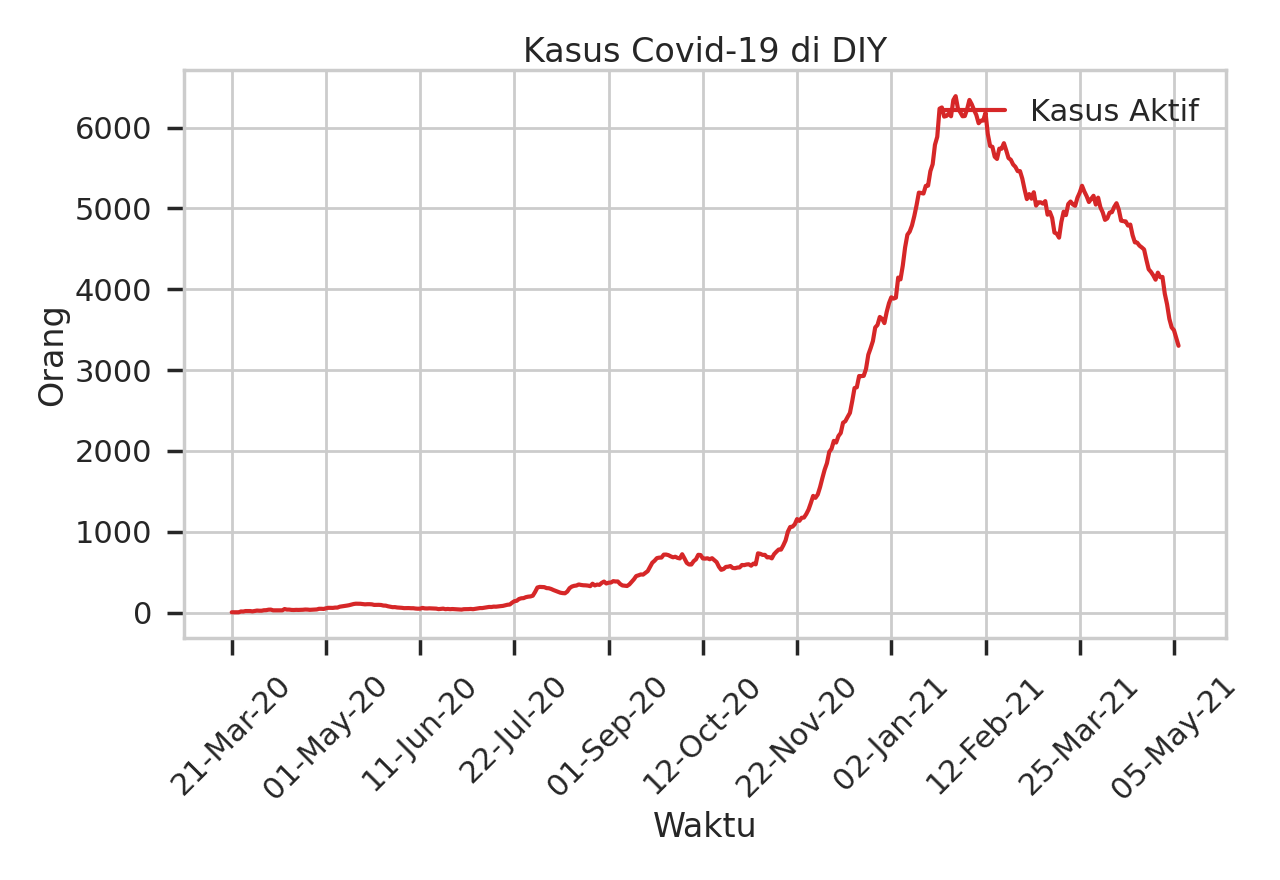 Kasus Covid-19 di DIY
Kasus Aktif
Orang
6000
5000
4000
3000
2000
1000
0
21-Mar-20
01-May-20
11-Jun-20
22-Jul-20
01-Sep-20
12-Oct-20
22-Nov-20
02-Jan-21
12-Feb-21
25-Mar-21
05-May-21
Waktu